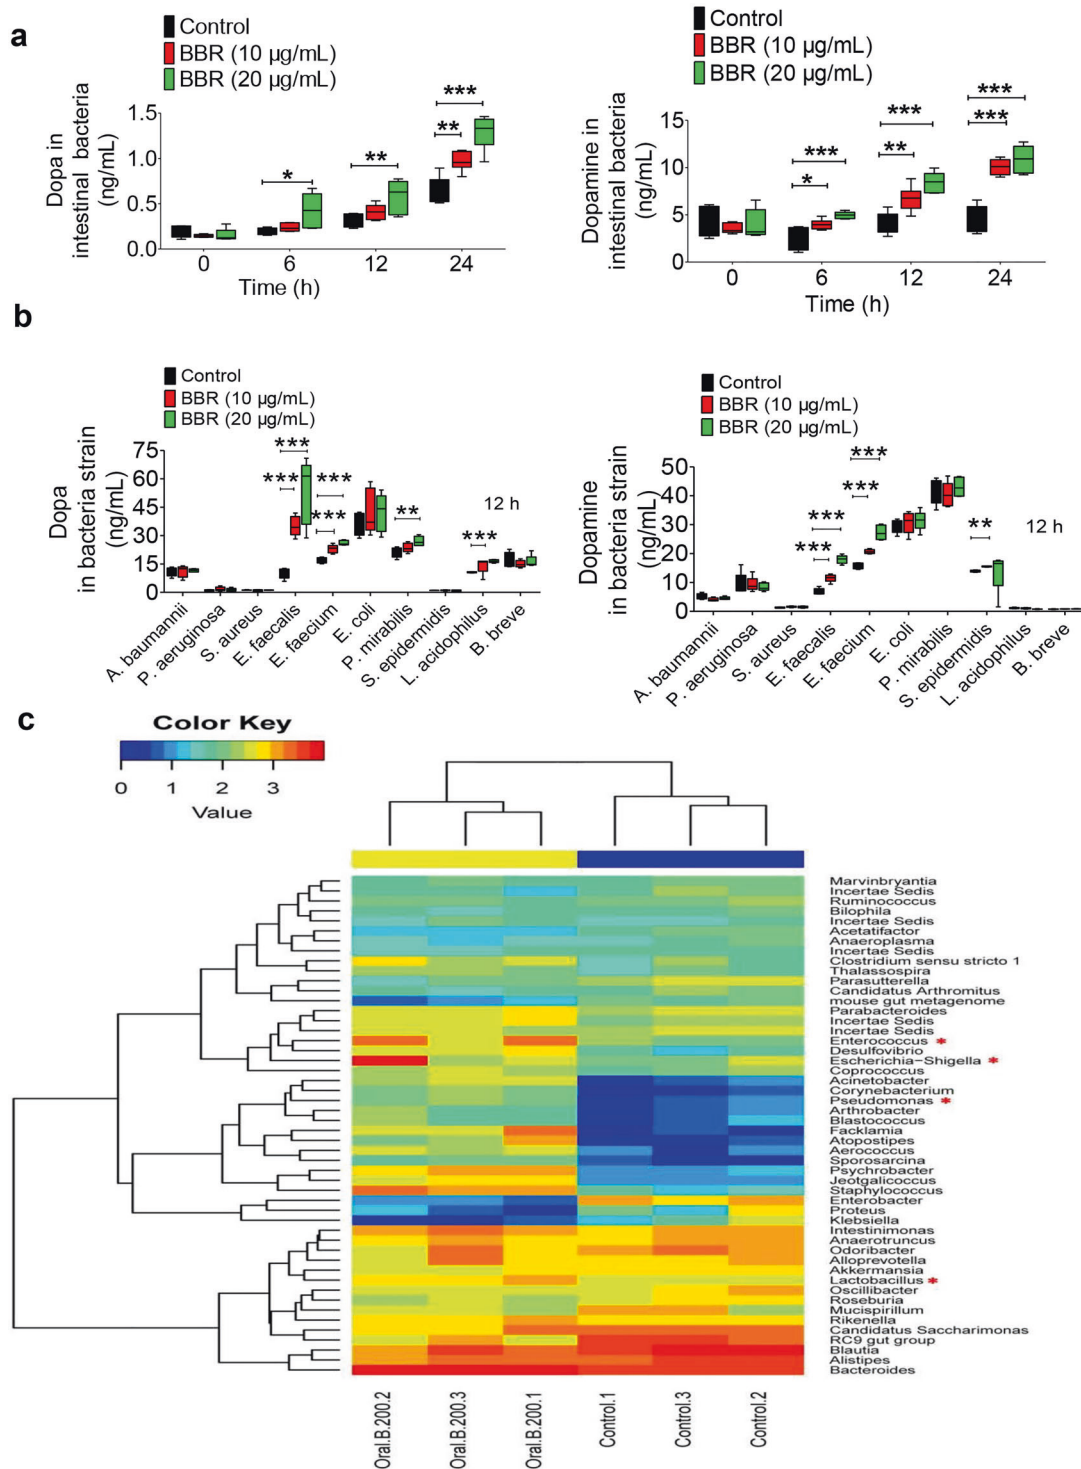 a
Control
BBR (10 µg/mL)
BBR (20 µg/mL)
Dopa in
intestinal bacteria
(ng/mL)
1.5
1.0
0.5
0.0
***
**
**
*
0 6 12 24
Time (h)
Control
BBR (10 µg/mL)
BBR (20 µg/mL)
Dopamine in
intestinal bacteria
(ng/mL)
15
10
5
0
***
*
***
**
***
***
0 6 12 24
Time (h)
b
Control
BBR (10 µg/mL)
BBR (20 µg/mL)
Dopa
in bacteria strain
(ng/mL)
75
60
45
30
15
0
***
***
***
***
**
***
12 h
A. baumannii
P. aeruginosa
S. aureus
E. faecalis
E. faecium
E. coli
P. mirabilis
S. epidermidis
L. acidophilus
B. breve
Control
BBR (10 µg/mL)
BBR (20 µg/mL)
Dopamine
in bacteria strain
(ng/mL)
50
40
30
20
10
0
***
***
***
***
**
12 h
A. baumannii
P. aeruginosa
S. aureus
E. faecalis
E. faecium
E. coli
P. mirabilis
S. epidermidis
L. acidophilus
B. breve
c
Color Key
0 1 2 3
Value
Marvinbryantia
Incertae Sedis
Ruminococcus
Bilophila
Incertae Sedis
Acetatifactor
Anaeroplasma
Incertae Sedis
Clostridium sensu stricto 1
Thalassospira
Parasutterella
Candidatus Arthromitus
mouse gut metagenome
Parabacteroides
Incertae Sedis
Incertae Sedis
Enterococcus *
Desulfovibrio
Escherichia−Shigella *
Coprococcus
Acinetobacter
Corynebacterium
Pseudomonas *
Arthrobacter
Blastococcus
Facklamia
Atopostipes
Aerococcus
Sporosarcina
Psychrobacter
Jeotgalicoccus
Staphylococcus
Enterobacter
Proteus
Klebsiella
Intestinimonas
Anaerotruncus
Odoribacter
Alloprevotella
Akkermansia
Lactobacillus *
Oscillibacter
Roseburia
Mucispirillum
Rikenella
Candidatus Saccharimonas
RC9 gut group
Blautia
Alistipes
Bacteroides
Oral.B.200.2
Oral.B.200.3
Oral.B.200.1
Control.1
Control.3
Control.2